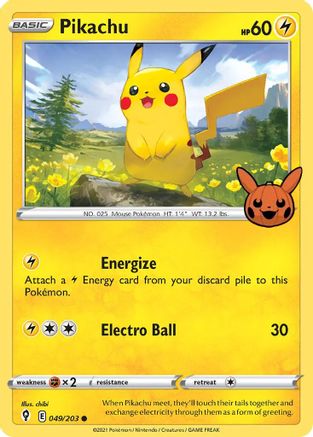 BASIC Pikachu HP60
NO. 025 Mouse Pokémon HT: 1'4" WT: 13.2 lbs.
Energize
Attach a Energy card from your discard pile to this
Pokémon.
Electro Ball 30
weakness ×2 resistance retreat
Illus. chibi
E 049/203
When Pikachu meet, they'll touch their tails together and
exchange electricity through them as a form of greeting.
©2021 Pokémon / Nintendo / Creatures / GAME FREAK